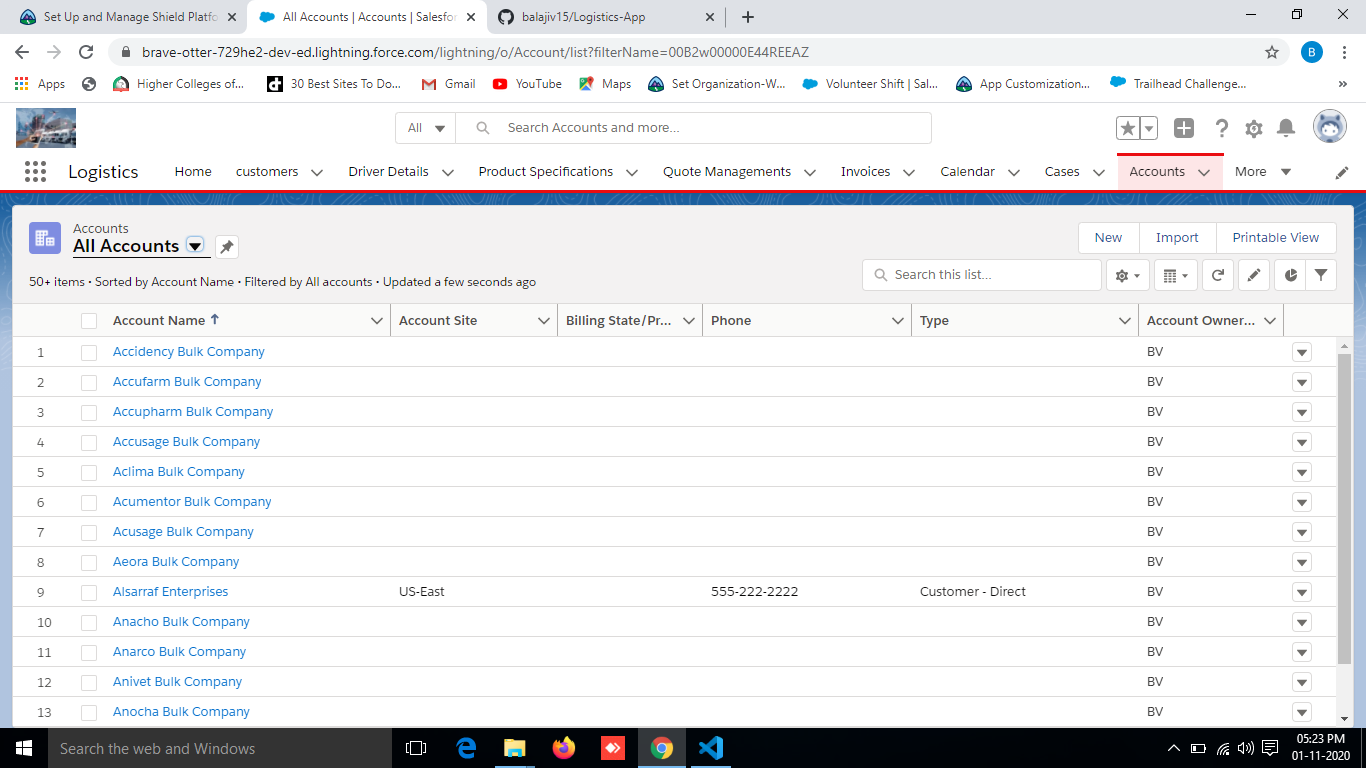 Set Up and Manage Shield Platfo
All Accounts | Accounts | Salesfor
balajiv15/Logistics-App
brave-otter-729he2-dev-ed.lightning.force.com/lightning/o/Account/list?filterName=00B2w00000E44REEAZ
B
Apps
Higher Colleges of...
30 Best Sites To Do...
Gmail
YouTube
Maps
Set Organization-W...
Volunteer Shift | Sal...
App Customization...
Trailhead Challenge...
All
Search Accounts and more...
Logistics
Home
customers
Driver Details
Product Specifications
Quote Managements
Invoices
Calendar
Cases
Accounts
More
Accounts
All Accounts
New
Import
Printable View
50+ items • Sorted by Account Name • Filtered by All accounts • Updated a few seconds ago
Search this list...
Account Name
Account Site
Billing State/Pr...
Phone
Type
Account Owner...
1 Accidency Bulk Company BV
2 Accufarm Bulk Company BV
3 Accupharm Bulk Company BV
4 Accusage Bulk Company BV
5 Aclima Bulk Company BV
6 Acumentor Bulk Company BV
7 Acusage Bulk Company BV
8 Aeora Bulk Company BV
9 Alsarraf Enterprises US-East 555-222-2222 Customer - Direct BV
10 Anacho Bulk Company BV
11 Anarco Bulk Company BV
12 Anivet Bulk Company BV
13 Anocha Bulk Company BV
Search the web and Windows
05:23 PM
01-11-2020